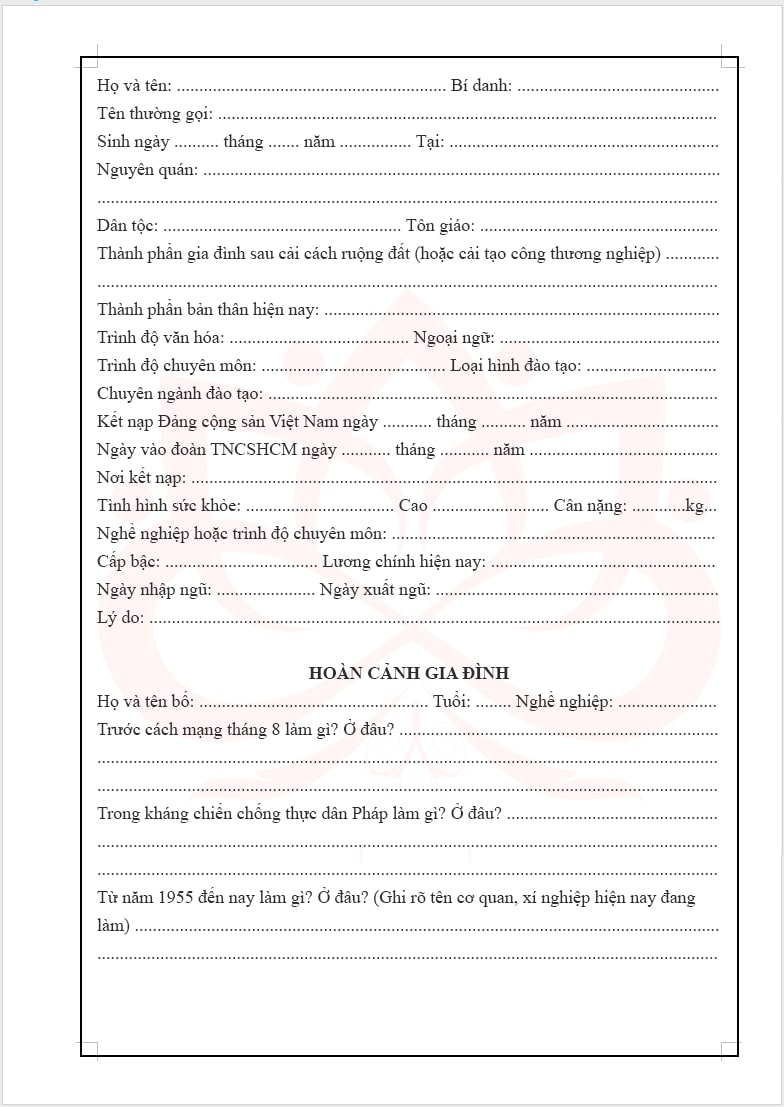 Họ và tên: ............................................................ Bí danh: .............................................
Tên thường gọi: ...............................................................................................................
Sinh ngày .......... tháng ....... năm ................ Tại: ............................................................
Nguyên quán: ...................................................................................................................
..........................................................................................................................................
Dân tộc: ..................................................... Tôn giáo: .....................................................
Thành phần gia đình sau cải cách ruộng đất (hoặc cải tạo công thương nghiệp) ............
..........................................................................................................................................
Thành phần bản thân hiện nay: ........................................................................................
Trình độ văn hóa: ........................................ Ngoại ngữ: .................................................
Trình độ chuyên môn: ......................................... Loại hình đào tạo: .............................
Chuyên ngành đào tạo: ....................................................................................................
Kết nạp Đảng cộng sản Việt Nam ngày ........... tháng .......... năm ..................................
Ngày vào đoàn TNCSHCM ngày ........... tháng ........... năm ..........................................
Nơi kết nạp: .....................................................................................................................
Tình hình sức khỏe: ................................. Cao .......................... Cân nặng: ............kg...
Nghề nghiệp hoặc trình độ chuyên môn: ........................................................................
Cấp bậc: .................................. Lương chính hiện nay: ..................................................
Ngày nhập ngũ: ...................... Ngày xuất ngũ: ...............................................................
Lý do: ...............................................................................................................................
HOÀN CẢNH GIA ĐÌNH
Họ và tên bố: ................................................... Tuổi: ........ Nghề nghiệp: ......................
Trước cách mạng tháng 8 làm gì? Ở đâu? .......................................................................
..........................................................................................................................................
..........................................................................................................................................
Trong kháng chiến chống thực dân Pháp làm gì? Ở đâu? ...............................................
..........................................................................................................................................
..........................................................................................................................................
Từ năm 1955 đến nay làm gì? Ở đâu? (Ghi rõ tên cơ quan, xí nghiệp hiện nay đang
làm) ..................................................................................................................................
..........................................................................................................................................